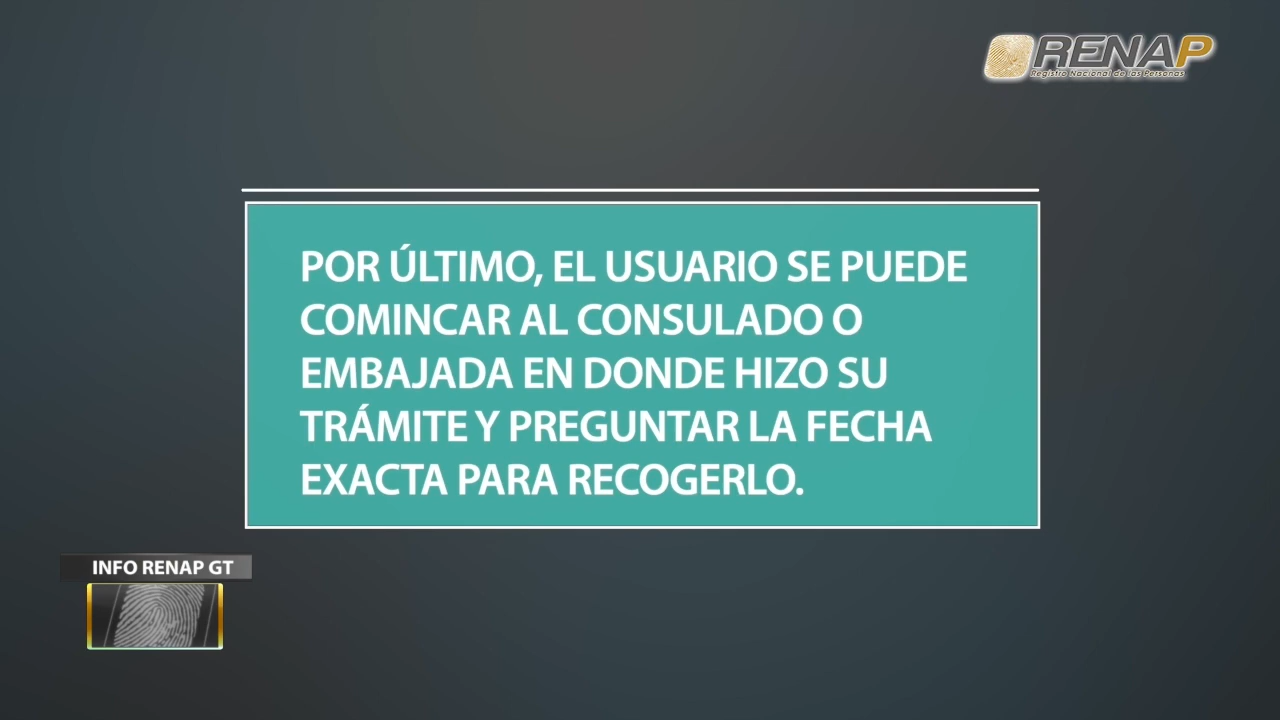 RENAP
Registro Nacional de las Personas
POR ÚLTIMO, EL USUARIO SE PUEDE
COMINCAR AL CONSULADO O
EMBAJADA EN DONDE HIZO SU
TRÁMITE Y PREGUNTAR LA FECHA
EXACTA PARA RECOGERLO.
INFO RENAP GT